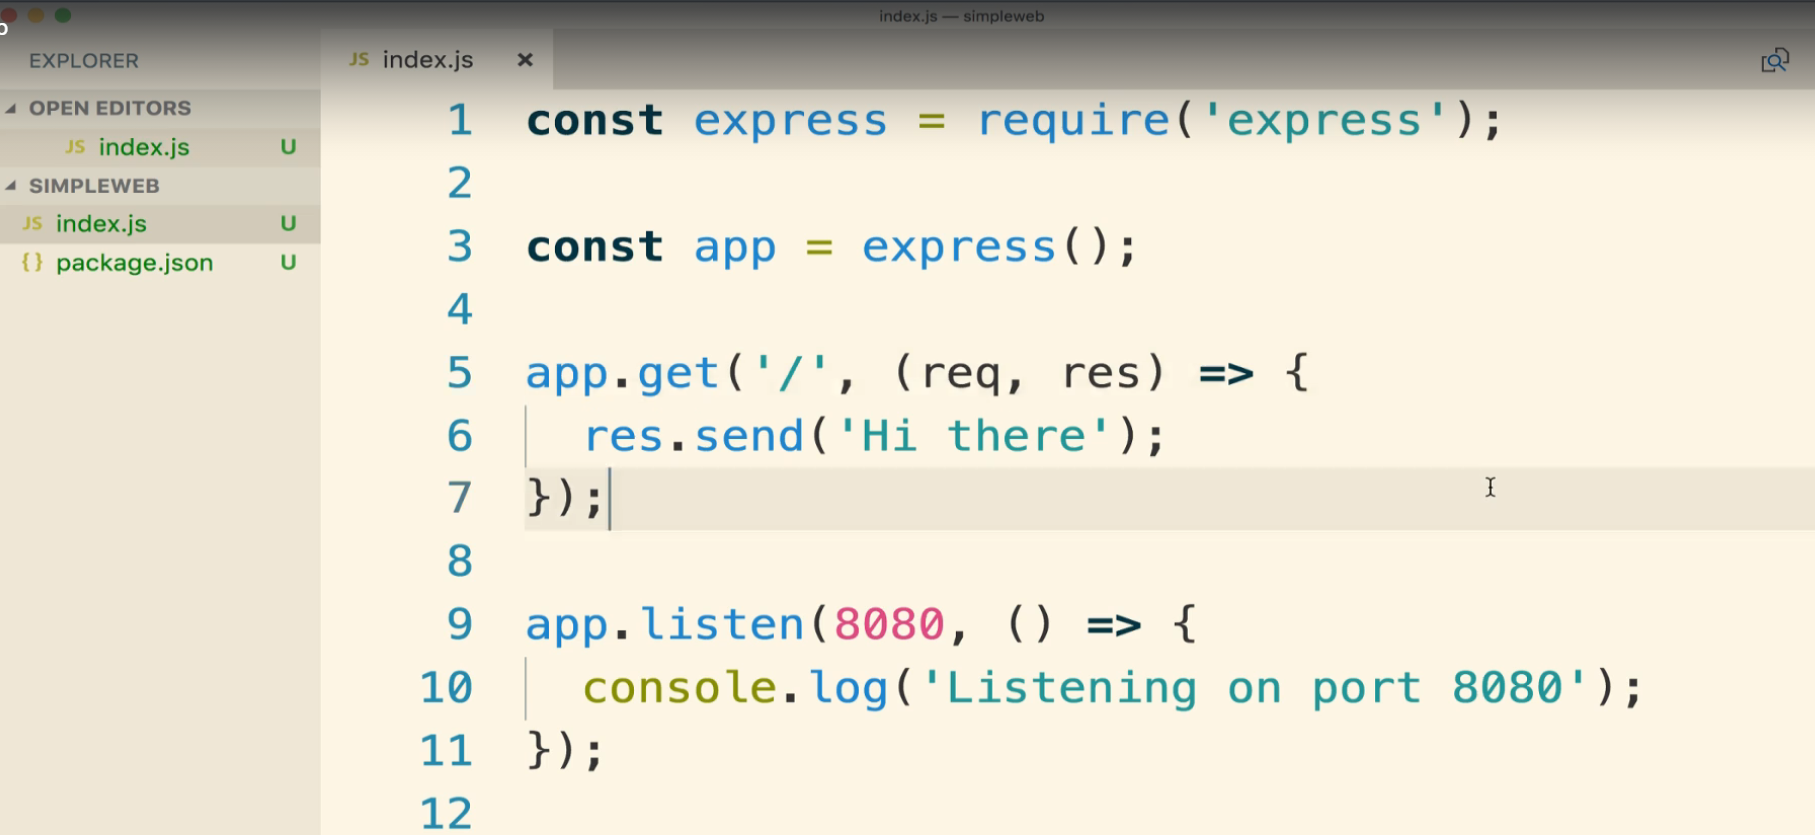 index.js — simpleweb
EXPLORER
JS index.js ×
OPEN EDITORS
JS index.js U
SIMPLEWEB
JS index.js U
{} package.json U
1 const express = require('express');
2
3 const app = express();
4
5 app.get('/', (req, res) => {
6 res.send('Hi there');
7 });
8
9 app.listen(8080, () => {
10 console.log('Listening on port 8080');
11 });
12